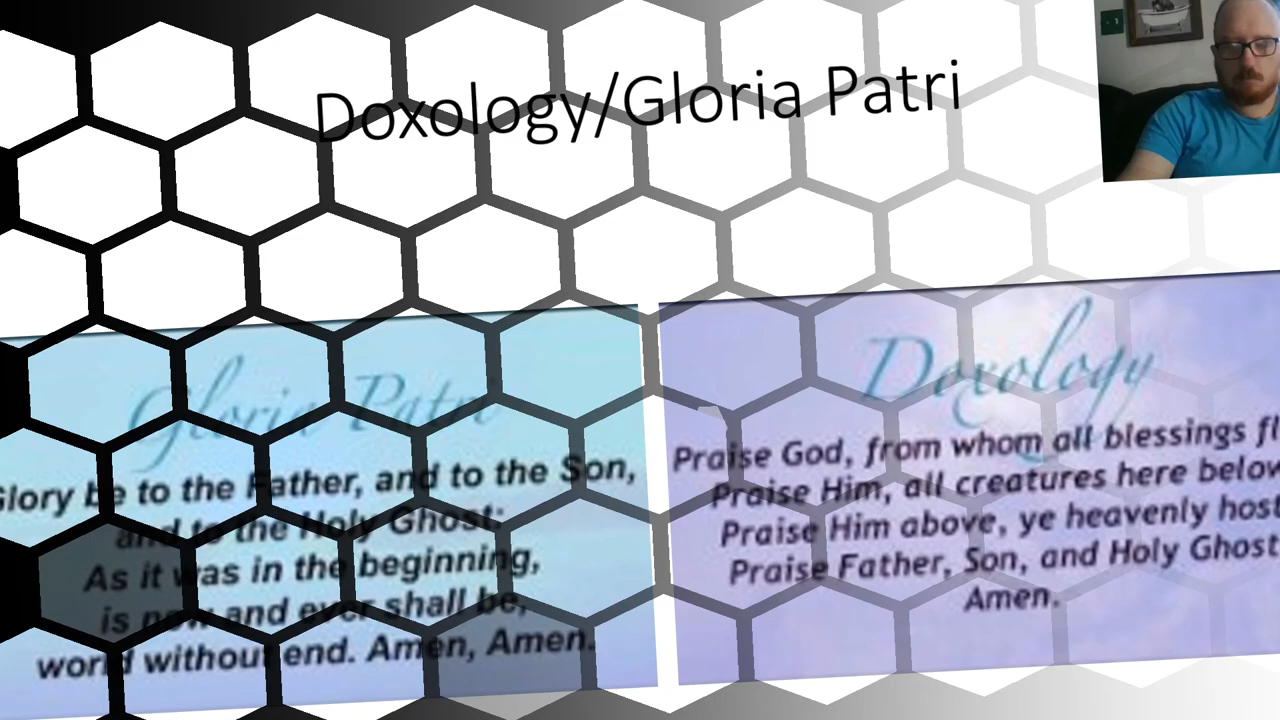 Doxology/Gloria Patri
Gloria Patri
Glory be to the Father, and to the Son,
and to the Holy Ghost:
As it was in the beginning,
is now and ever shall be,
world without end. Amen, Amen.
Doxology
Praise God, from whom all blessings fl
Praise Him, all creatures here below
Praise Him above, ye heavenly host
Praise Father, Son, and Holy Ghost
Amen.